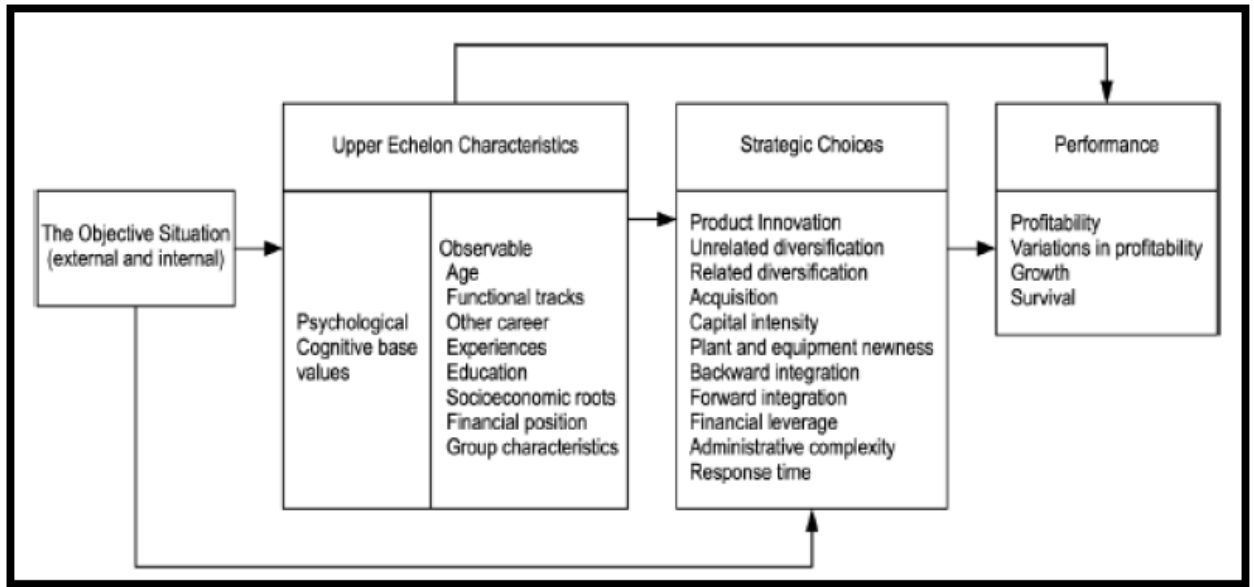 The Objective Situation
(external and internal)
Upper Echelon Characteristics
Psychological
Cognitive base
values
Observable
Age
Functional tracks
Other career
Experiences
Education
Socioeconomic roots
Financial position
Group characteristics
Strategic Choices
Product Innovation
Unrelated diversification
Related diversification
Acquisition
Capital intensity
Plant and equipment newness
Backward integration
Forward integration
Financial leverage
Administrative complexity
Response time
Performance
Profitability
Variations in profitability
Growth
Survival